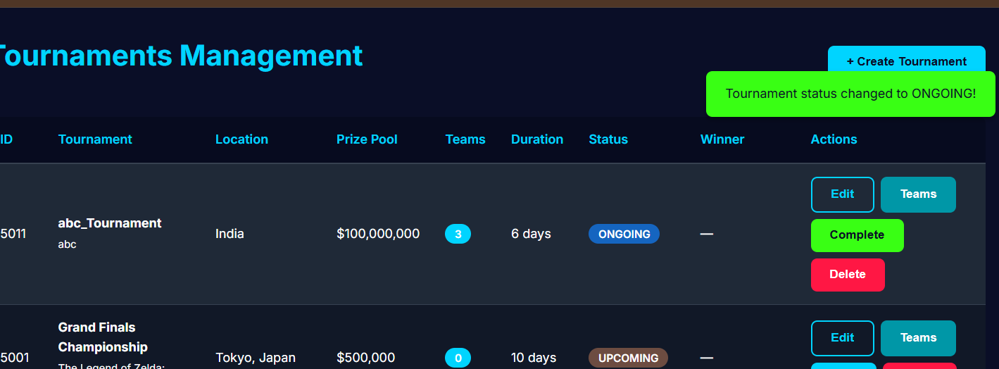 Tournaments Management
+ Create Tournament
Tournament status changed to ONGOING!
ID Tournament Location Prize Pool Teams Duration Status Winner Actions
5011 abc_Tournament India $100,000,000 3 6 days ONGOING — Edit Teams
abc
Complete
Delete
Grand Finals
Championship
5001 Tokyo, Japan $500,000 0 10 days UPCOMING — Edit Teams
The Legend of Zelda: